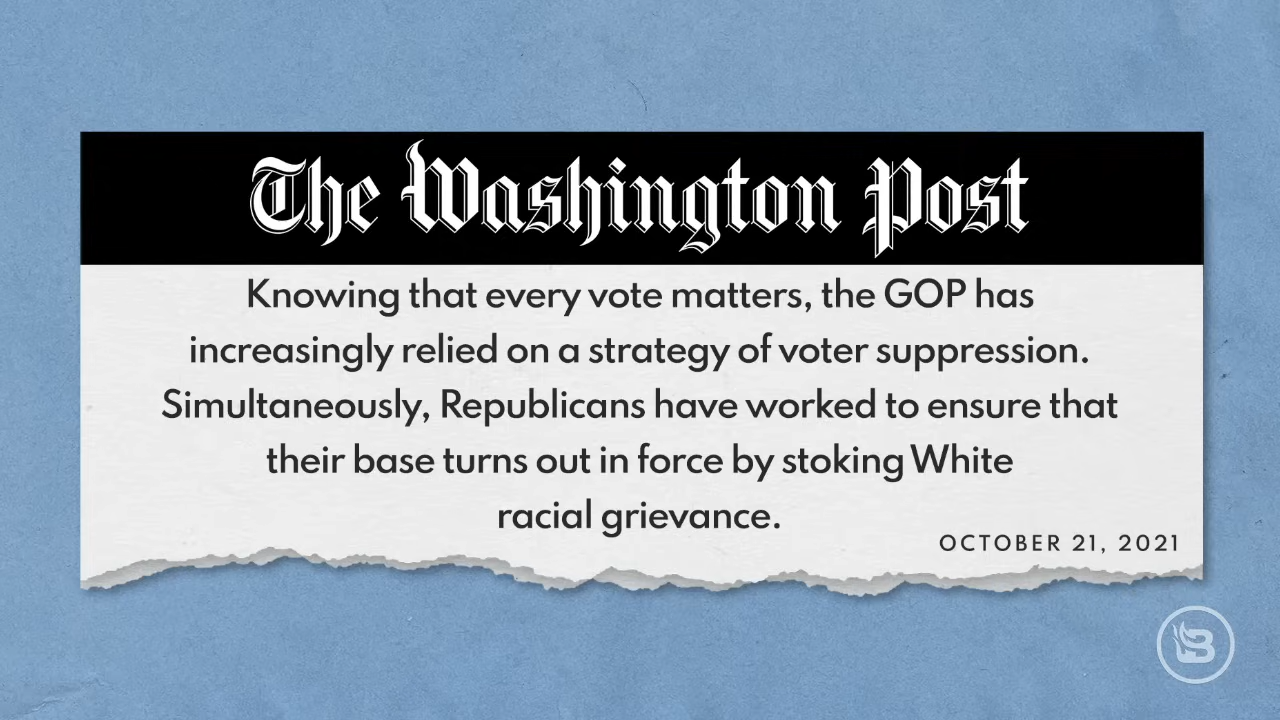 The Washington Post
Knowing that every vote matters, the GOP has
increasingly relied on a strategy of voter suppression.
Simultaneously, Republicans have worked to ensure that
their base turns out in force by stoking White
racial grievance.
OCTOBER 21, 2021
B